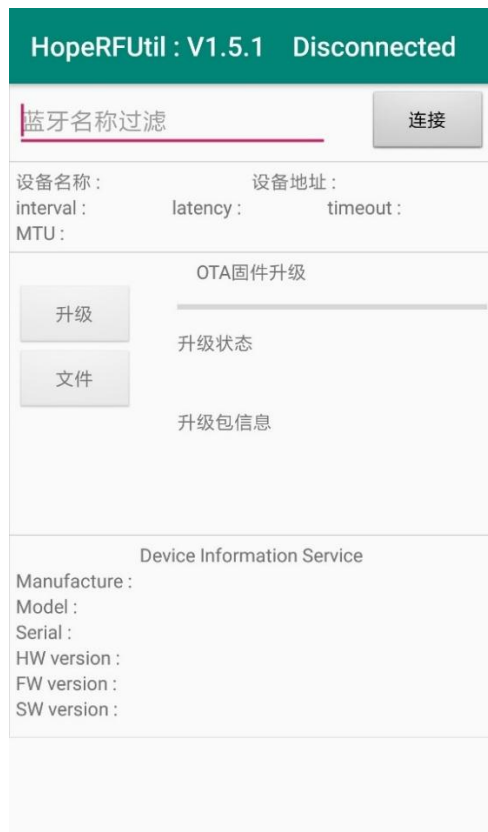 HopeRFUtil : V1.5.1 Disconnected
蓝牙名称过滤 连接
设备名称 : 设备地址 :
interval : latency : timeout :
MTU :
OTA固件升级
升级
升级状态
文件
升级包信息
Device Information Service
Manufacture :
Model :
Serial :
HW version :
FW version :
SW version :